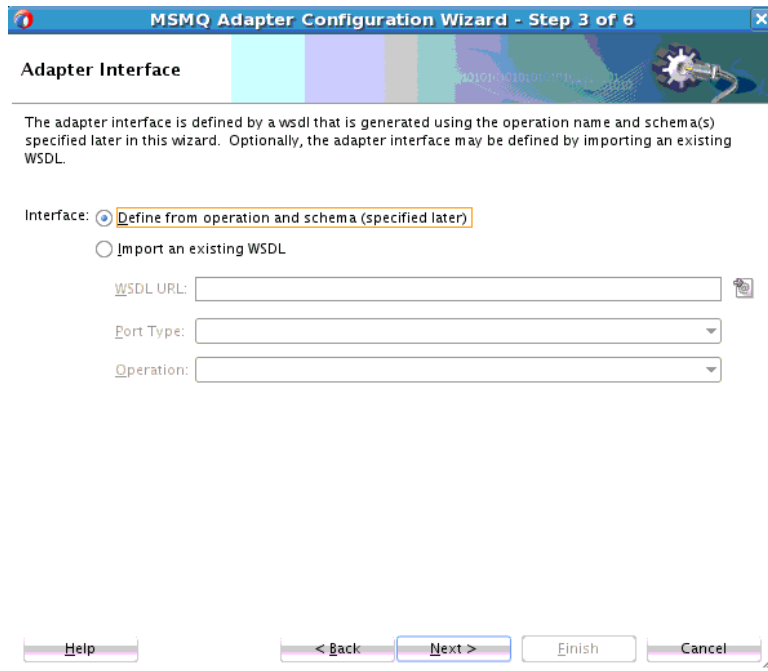 MSMQ Adapter Configuration Wizard - Step 3 of 6
Adapter Interface
The adapter interface is defined by a wsdl that is generated using the operation name and schema(s)
specified later in this wizard. Optionally, the adapter interface may be defined by importing an existing
WSDL.
Interface: Define from operation and schema (specified later)
Import an existing WSDL
WSDL URL:
Port Type:
Operation:
Help < Back Next > Finish Cancel